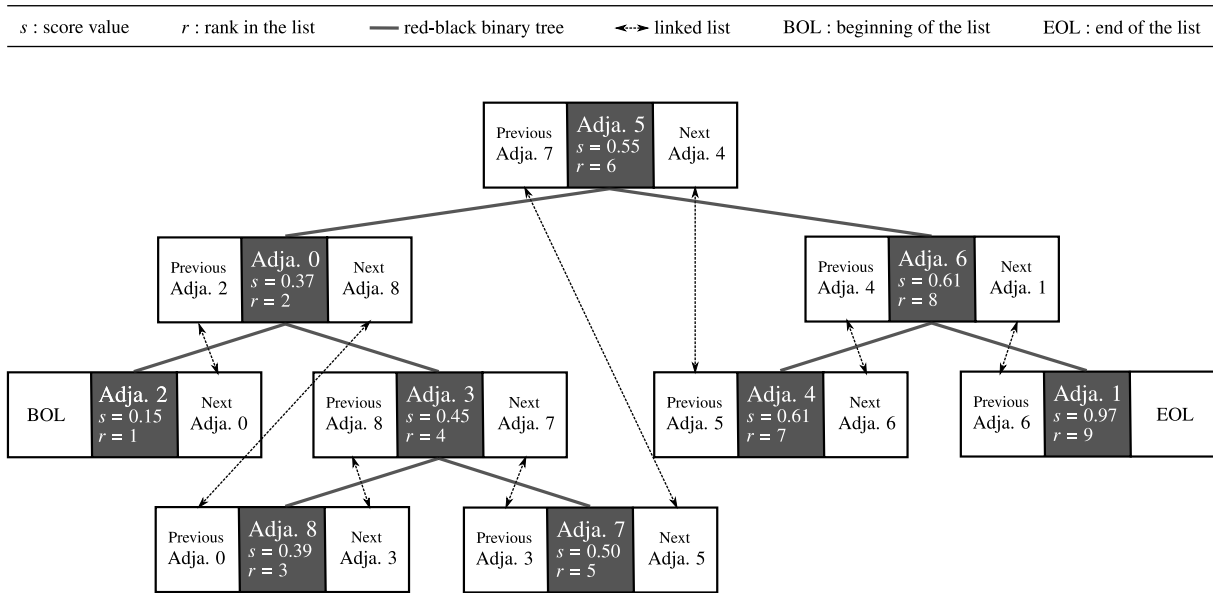 s : score value r : rank in the list red-black binary tree linked list BOL : beginning of the list EOL : end of the list
Previous
Adja. 7
Adja. 5
s = 0.55
r = 6
Next
Adja. 4
Previous
Adja. 2
Adja. 0
s = 0.37
r = 2
Next
Adja. 8
Previous
Adja. 4
Adja. 6
s = 0.61
r = 8
Next
Adja. 1
BOL
Adja. 2
s = 0.15
r = 1
Next
Adja. 0
Previous
Adja. 8
Adja. 3
s = 0.45
r = 4
Next
Adja. 7
Previous
Adja. 5
Adja. 4
s = 0.61
r = 7
Next
Adja. 6
Previous
Adja. 6
Adja. 1
s = 0.97
r = 9
EOL
Previous
Adja. 0
Adja. 8
s = 0.39
r = 3
Next
Adja. 3
Previous
Adja. 3
Adja. 7
s = 0.50
r = 5
Next
Adja. 5